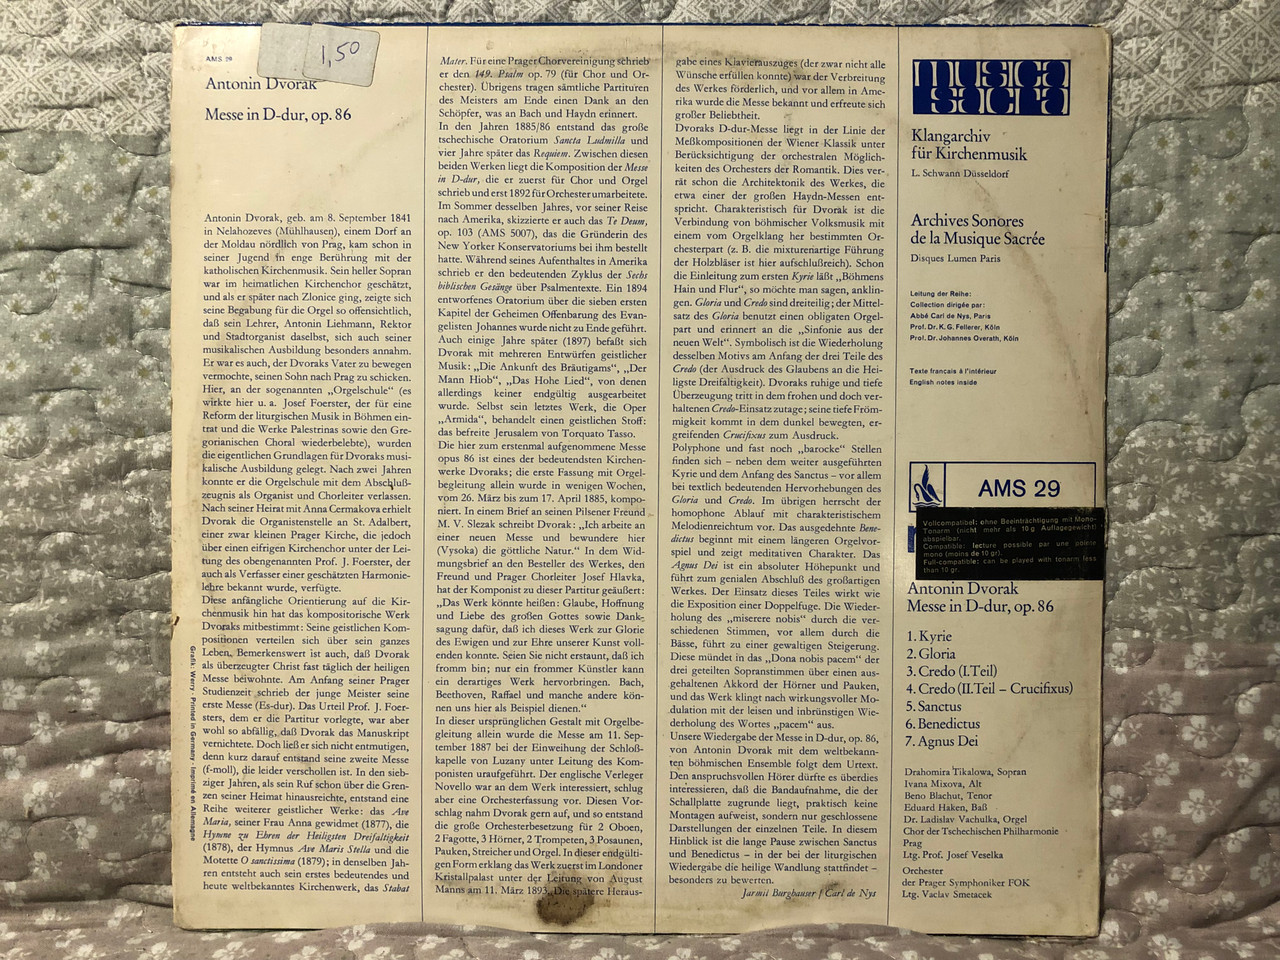 1,50
AMS 29
Antonin Dvorak
Messe in D-dur, op. 86
Antonin Dvorak, geb. am 8. September 1841
in Nelahozeves (Mühlhausen), einem Dorf an
der Moldau nördlich von Prag, kam schon in
seiner Jugend in enge Berührung mit der
katholischen Kirchenmusik. Sein heller Sopran
war im heimatlichen Kirchenchor geschätzt,
und als er später nach Zlonice ging, zeigte sich
seine Begabung für die Orgel so offensichtlich,
daß sein Lehrer, Antonin Liehmann, Rektor
und Stadtorganist daselbst, sich auch seiner
musikalischen Ausbildung besonders annahm.
Er war es auch, der Dvoraks Vater zu bewegen
vermochte, seinen Sohn nach Prag zu schicken.
Hier, an der sogenannten „Orgelschule“ (es
wirkte hier u. a. Josef Foerster, der für eine
Reform der liturgischen Musik in Böhmen ein-
trat und die Werke Palestrinas sowie den Gre-
gorianischen Choral wiederbelebte), wurden
die eigentlichen Grundlagen für Dvoraks musi-
kalische Ausbildung gelegt. Nach zwei Jahren
konnte er die Orgelschule mit dem Abschluß-
zeugnis als Organist und Chorleiter verlassen.
Nach seiner Heirat mit Anna Cermakova erhielt
Dvorak die Organistenstelle an St. Adalbert,
einer zwar kleinen Prager Kirche, die jedoch
über einen eifrigen Kirchenchor unter der Lei-
tung des obengenannten Prof. J. Foerster, der
auch als Verfasser einer geschätzten Harmonie-
lehre bekannt wurde, verfügte.
Diese anfängliche Orientierung auf die Kir-
chenmusik hin hat das kompositorische Werk
Dvoraks mitbestimmt: Seine geistlichen Kom-
positionen verteilen sich über sein ganzes
Leben. Bemerkenswert ist auch, daß Dvorak
als überzeugter Christ fast täglich der heiligen
Messe beiwohnte. Am Anfang seiner Prager
Studienzeit schrieb der junge Meister seine
erste Messe (Es-dur). Das Urteil Prof. J. Foer-
sters, dem er die Partitur vorlegte, war aber
wohl so abfällig, daß Dvorak das Manuskript
vernichtete. Doch ließ er sich nicht entmutigen,
denn kurz darauf entstand seine zweite Messe
(f-moll), die leider verschollen ist. In den sieb-
ziger Jahren, als sein Ruf schon über die Gren-
zen seiner Heimat hinausreichte, entstand eine
Reihe weiterer geistlicher Werke: das Ave
Maria, seiner Frau Anna gewidmet (1877), die
Hymne zu Ehren der Heiligsten Dreifaltigkeit
(1878), der Hymnus Ave Maris Stella und die
Motette O sanctissima (1879); in denselben Jah-
ren entsteht auch sein erstes bedeutendes und
heute weltbekanntes Kirchenwerk, das Stabat
Grafik: Werry · Printed in Germany · Imprimé en Allemagne
Mater. Für eine Prager Chorvereinigung schrieb
er den 149. Psalm op. 79 (für Chor und Or-
chester). Übrigens tragen sämtliche Partituren
des Meisters am Ende einen Dank an den
Schöpfer, was an Bach und Haydn erinnert.
In den Jahren 1885/86 entstand das große
tschechische Oratorium Sancta Ludmilla und
vier Jahre später das Requiem. Zwischen diesen
beiden Werken liegt die Komposition der Messe
in D-dur, die er zuerst für Chor und Orgel
schrieb und erst 1892 für Orchester umarbeitete.
Im Sommer desselben Jahres, vor seiner Reise
nach Amerika, skizzierte er auch das Te Deum,
op. 103 (AMS 5007), das die Gründerin des
New Yorker Konservatoriums bei ihm bestellt
hatte. Während seines Aufenthaltes in Amerika
schrieb er den bedeutenden Zyklus der Sechs
biblischen Gesänge über Psalmentexte. Ein 1894
entworfenes Oratorium über die sieben ersten
Kapitel der Geheimen Offenbarung des Evan-
gelisten Johannes wurde nicht zu Ende geführt.
Auch einige Jahre später (1897) befaßt sich
Dvorak mit mehreren Entwürfen geistlicher
Musik: „Die Ankunft des Bräutigams“, „Der
Mann Hiob“, „Das Hohe Lied“, von denen
allerdings keiner endgültig ausgearbeitet
wurde. Selbst sein letztes Werk, die Oper
„Armida“, behandelt einen geistlichen Stoff:
das befreite Jerusalem von Torquato Tasso.
Die hier zum erstenmal aufgenommene Messe
opus 86 ist eines der bedeutendsten Kirchen-
werke Dvoraks; die erste Fassung mit Orgel-
begleitung allein wurde in wenigen Wochen,
vom 26. März bis zum 17. April 1885, kompo-
niert. In einem Brief an seinen Pilsener Freund
M. V. Slezak schreibt Dvorak: „Ich arbeite an
einer neuen Messe und bewundere hier
(Vysoka) die göttliche Natur.“ In dem Wid-
mungsbrief an den Besteller des Werkes, den
Freund und Prager Chorleiter Josef Hlavka,
hat der Komponist zu dieser Partitur geäußert:
„Das Werk könnte heißen: Glaube, Hoffnung
und Liebe des großen Gottes sowie Dank-
sagung dafür, daß ich dieses Werk zur Glorie
des Ewigen und zur Ehre unserer Kunst voll-
enden konnte. Seien Sie nicht erstaunt, daß ich
fromm bin; nur ein frommer Künstler kann
ein derartiges Werk hervorbringen. Bach,
Beethoven, Raffael und manche andere kön-
nen uns hier als Beispiel dienen.“
In dieser ursprünglichen Gestalt mit Orgelbe-
gleitung allein wurde die Messe am 11. Sep-
tember 1887 bei der Einweihung der Schloß-
kapelle von Luzany unter Leitung des Kom-
ponisten uraufgeführt. Der englische Verleger
Novello war an dem Werk interessiert, schlug
aber eine Orchesterfassung vor. Diesen Vor-
schlag nahm Dvorak gern auf, und so entstand
die große Orchesterbesetzung für 2 Oboen,
2 Fagotte, 3 Hörner, 2 Trompeten, 3 Posaunen,
Pauken, Streicher und Orgel. In dieser endgülti-
gen Form erklang das Werk zuerst im Londoner
Kristallpalast unter der Leitung von August
Manns am 11. März 1893. Die spätere Heraus-
gabe eines Klavierauszuges (der zwar nicht alle
Wünsche erfüllen konnte) war der Verbreitung
des Werkes förderlich, und vor allem in Ame-
rika wurde die Messe bekannt und erfreute sich
großer Beliebtheit.
Dvoraks D-dur-Messe liegt in der Linie der
Meßkompositionen der Wiener Klassik unter
Berücksichtigung der orchestralen Möglich-
keiten des Orchesters der Romantik. Dies ver-
rät schon die Architektonik des Werkes, die
etwa einer der großen Haydn-Messen ent-
spricht. Charakteristisch für Dvorak ist die
Verbindung von böhmischer Volksmusik mit
einem vom Orgelklang her bestimmten Or-
chesterpart (z. B. die mixturenartige Führung
der Holzbläser ist hier aufschlußreich). Schon
die Einleitung zum ersten Kyrie läßt „Böhmens
Hain und Flur“, so möchte man sagen, anklin-
gen. Gloria und Credo sind dreiteilig; der Mittel-
satz des Gloria benutzt einen obligaten Orgel-
part und erinnert an die „Sinfonie aus der
neuen Welt“. Symbolisch ist die Wiederholung
desselben Motivs am Anfang der drei Teile des
Credo (der Ausdruck des Glaubens an die Hei-
ligste Dreifaltigkeit). Dvoraks ruhige und tiefe
Überzeugung tritt in dem frohen und doch ver-
haltenen Credo-Einsatz zutage; seine tiefe Fröm-
migkeit kommt in dem dunkel bewegten, er-
greifenden Crucifixus zum Ausdruck.
Polyphone und fast noch „barocke“ Stellen
finden sich – neben dem weiter ausgeführten
Kyrie und dem Anfang des Sanctus – vor allem
bei textlich bedeutenden Hervorhebungen des
Gloria und Credo. Im übrigen herrscht der
homophone Ablauf mit charakteristischem
Melodienreichtum vor. Das ausgedehnte Bene-
dictus beginnt mit einem längeren Orgelvor-
spiel und zeigt meditativen Charakter. Das
Agnus Dei ist ein absoluter Höhepunkt und
führt zum genialen Abschluß des großartigen
Werkes. Der Einsatz dieses Teiles wirkt wie
die Exposition einer Doppelfuge. Die Wieder-
holung des „miserere nobis“ durch die ver-
schiedenen Stimmen, vor allem durch die
Bässe, führt zu einer gewaltigen Steigerung.
Diese mündet in das „Dona nobis pacem“ der
drei geteilten Sopranstimmen über einen aus-
gehaltenen Akkord der Hörner und Pauken,
und das Werk klingt nach wirkungsvoller Mo-
dulation mit der leisen und inbrünstigen Wie-
derholung des Wortes „pacem“ aus.
Unsere Wiedergabe der Messe in D-dur, op. 86,
von Antonin Dvorak mit dem weltbekann-
ten böhmischen Ensemble folgt dem Urtext.
Den anspruchsvollen Hörer dürfte es überdies
interessieren, daß die Bandaufnahme, die der
Schallplatte zugrunde liegt, praktisch keine
Montagen aufweist, sondern nur geschlossene
Darstellungen der einzelnen Teile. In diesem
Hinblick ist die lange Pause zwischen Sanctus
und Benedictus – in der bei der liturgischen
Wiedergabe die heilige Wandlung stattfindet –
besonders zu bewerten.
Jarmil Burghauser / Carl de Nys
musica
sacra
Klangarchiv
für Kirchenmusik
L. Schwann Düsseldorf
Archives Sonores
de la Musique Sacrée
Disques Lumen Paris
Leitung der Reihe:
Collection dirigée par:
Abbé Carl de Nys, Paris
Prof. Dr. K. G. Fellerer, Köln
Prof. Dr. Johannes Overath, Köln
Texte français à l'intérieur
English notes inside
AMS 29
Vollcompatibel: ohne Beeinträchtigung mit Mono-
Tonarm (nicht mehr als 10 g Auflagegewicht)
abspielbar.
Compatible: lecture possible par une
mono (moins de 10 gr).
Full-compatible: can be played with tonarm less
than 10 gr.
Antonin Dvorak
Messe in D-dur, op. 86
1. Kyrie
2. Gloria
3. Credo (I.Teil)
4. Credo (II.Teil – Crucifixus)
5. Sanctus
6. Benedictus
7. Agnus Dei
Drahomira Tikalowa, Sopran
Ivana Mixova, Alt
Beno Blachut, Tenor
Eduard Haken, Baß
Dr. Ladislav Vachulka, Orgel
Chor der Tschechischen Philharmonie
Prag
Ltg. Prof. Josef Veselka
Orchester
der Prager Symphoniker FOK
Ltg. Vaclav Smetacek